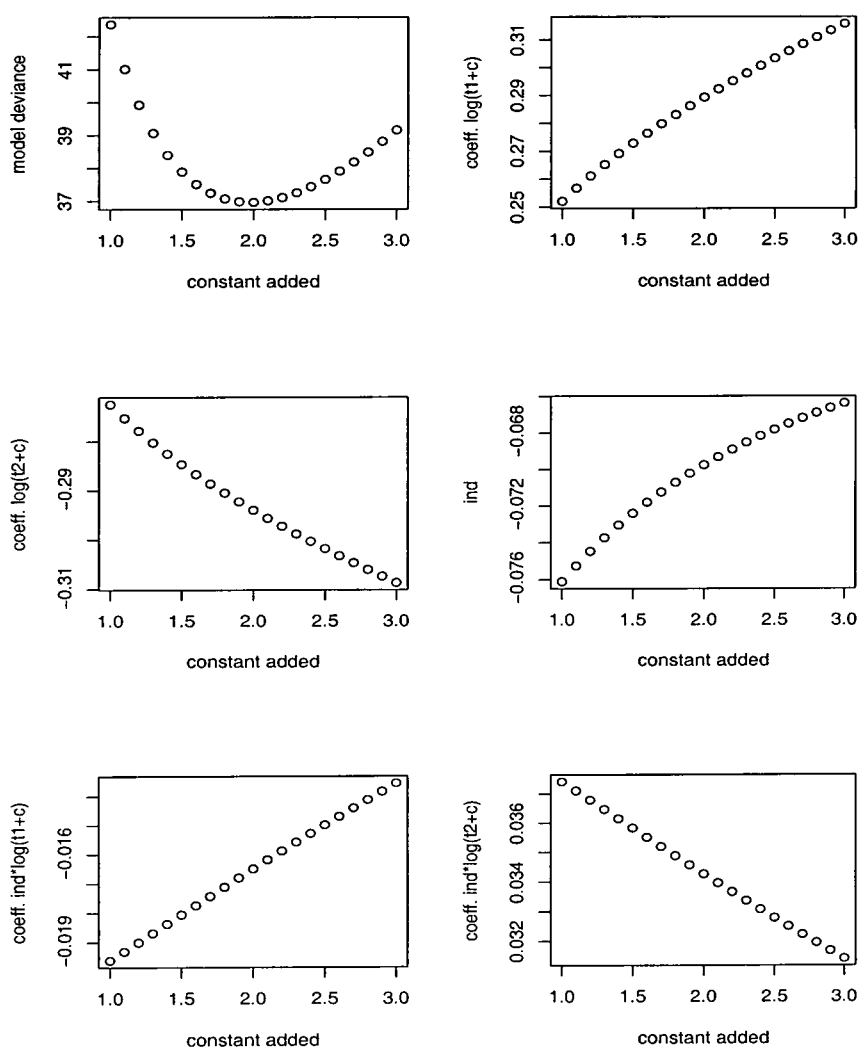 model deviance
41
39
37
1.0 1.5 2.0 2.5 3.0
constant added
coeff. log(t1+c)
0.31
0.29
0.27
0.25
1.0 1.5 2.0 2.5 3.0
constant added
coeff. log(t2+c)
-0.29
-0.31
1.0 1.5 2.0 2.5 3.0
constant added
ind
-0.068
-0.072
-0.076
1.0 1.5 2.0 2.5 3.0
constant added
coeff. ind*log(t1+c)
-0.016
-0.019
1.0 1.5 2.0 2.5 3.0
constant added
coeff. ind*log(t2+c)
0.036
0.034
0.032
1.0 1.5 2.0 2.5 3.0
constant added